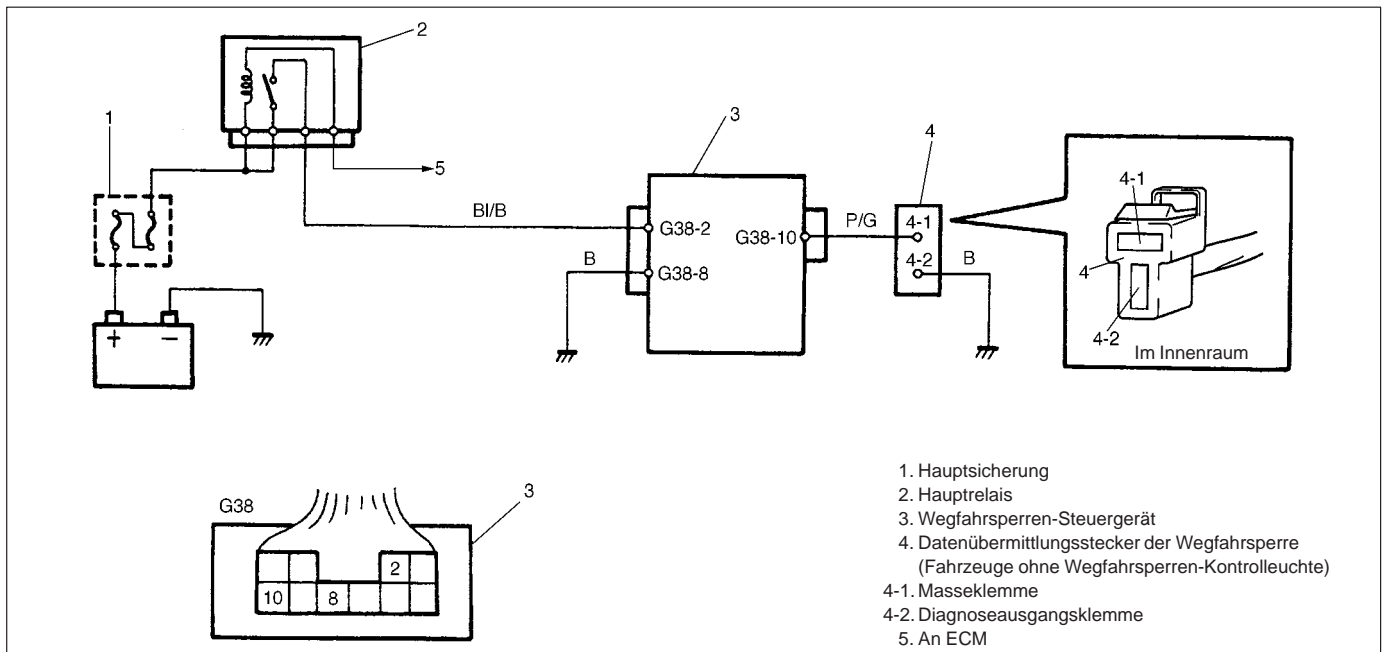 2
1
3
4
5
BI/B
G38-2
G38-10
P/G
4-1
B
G38-8
4-2
B
+ −
4-1
4
4-2
Im Innenraum
G38
3
2
10
8
1. Hauptsicherung
2. Hauptrelais
3. Wegfahrsperren-Steuergerät
4. Datenübermittlungsstecker der Wegfahrsperre
(Fahrzeuge ohne Wegfahrsperren-Kontrolleuchte)
4-1. Masseklemme
4-2. Diagnoseausgangsklemme
5. An ECM